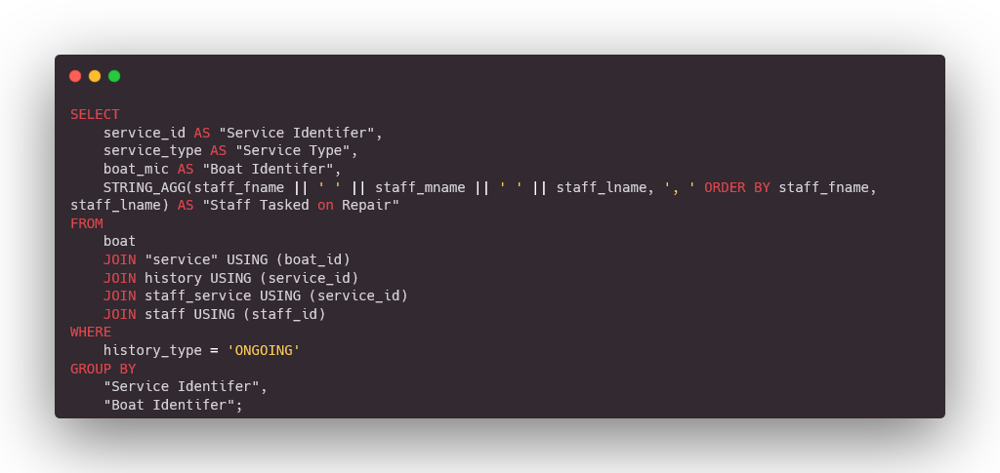 SELECT
    service_id AS "Service Identifer",
    service_type AS "Service Type",
    boat_mic AS "Boat Identifer",
    STRING_AGG(staff_fname || ' ' || staff_mname || ' ' || staff_lname, ', ' ORDER BY staff_fname,
staff_lname) AS "Staff Tasked on Repair"
FROM
    boat
    JOIN "service" USING (boat_id)
    JOIN history USING (service_id)
    JOIN staff_service USING (service_id)
    JOIN staff USING (staff_id)
WHERE
    history_type = 'ONGOING'
GROUP BY
    "Service Identifer",
    "Boat Identifer";